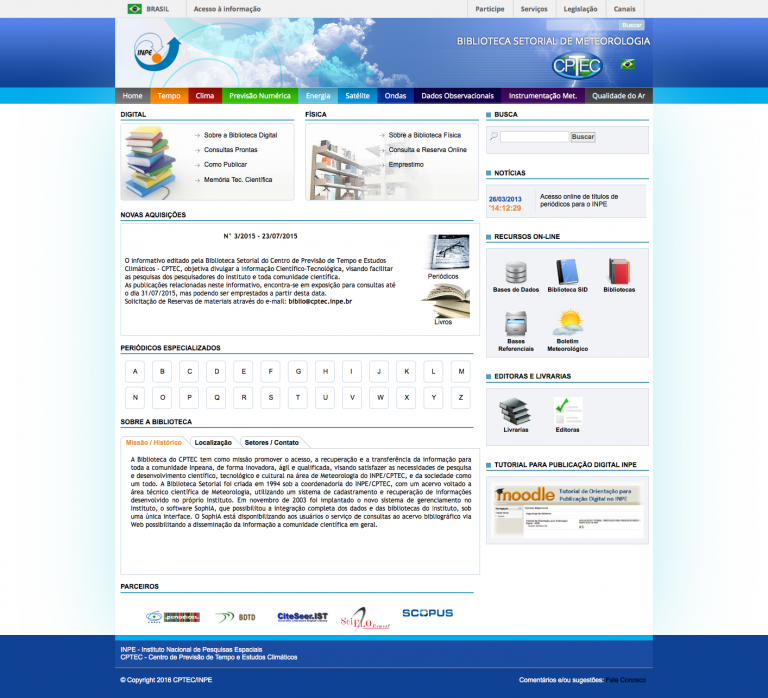 BRASIL
Acesso à informação
Participe
Serviços
Legislação
Canais
Buscar
INPE
BIBLIOTECA SETORIAL DE METEOROLOGIA
CPTEC
Home
Tempo
Clima
Previsão Numérica
Energia
Satélite
Ondas
Dados Observacionais
Instrumentação Met.
Qualidade do Ar
DIGITAL
Sobre a Biblioteca Digital
Consultas Prontas
Como Publicar
Memória Tec. Científica
FÍSICA
Sobre a Biblioteca Física
Consulta e Reserva Online
Emprestimo
BUSCA
Buscar
NOTÍCIAS
26/03/2013
'14:12:29
Acesso online de títulos de
periódicos para o INPE
NOVAS AQUISIÇÕES
N° 3/2015 - 23/07/2015
O informativo editado pela Biblioteca Setorial do Centro de Previsão de Tempo e Estudos
Climáticos - CPTEC, objetiva divulgar a informação Científico-Tecnológica, visando facilitar
as pesquisas dos pesquisadores do instituto e toda comunidade científica.
As publicações relacionadas neste informativo, encontra-se em exposição para consultas até
o dia 31/07/2015, mas podendo ser emprestados a partir desta data.
Solicitação de Reservas de materiais através do e-mail: biblio@cptec.inpe.br
Periódicos
Livros
RECURSOS ON-LINE
Bases de Dados
Biblioteca SID
Bibliotecas
Bases
Referenciais
Boletim
Meteorológico
PERIÓDICOS ESPECIALIZADOS
A B C D E F G H I J K L M
N O P Q R S T U V W X Y Z
EDITORAS E LIVRARIAS
Livrarias
Editoras
SOBRE A BIBLIOTECA
Missão / Histórico
Localização
Setores / Contato
A Biblioteca do CPTEC tem como missão promover o acesso, a recuperação e a transferência da informação para
toda a comunidade Inpeana, de forma inovadora, ágil e qualificada, visando satisfazer as necessidades de pesquisa
e desenvolvimento científico, tecnológico e cultural na área de Meteorologia do INPE/CPTEC, e da sociedade como
um todo. A Biblioteca Setorial foi criada em 1994 sob a coordenadoria do INPE/CPTEC, com um acervo voltado a
área técnico científica de Meteorologia, utilizando um sistema de cadastramento e recuperação de informações
desenvolvido no próprio instituto. Em novembro de 2003 foi implantado o novo sistema de gerenciamento no
instituto, o software SophiA, que possibilitou a integração completa dos dados e das bibliotecas do instituto, sob
uma única interface. O SophiA está disponibilizando aos usuários o serviço de consultas ao acervo bibliográfico via
Web possibilitando a disseminação da informação a comunidade científica em geral.
TUTORIAL PARA PUBLICAÇÃO DIGITAL INPE
moodle
Tutorial de Orientação para
Publicação Digital no INPE
PARCEIROS
BDTD
CiteSeer.IST
SciELO
SCOPUS
INPE - Instituto Nacional de Pesquisas Espaciais
CPTEC - Centro de Previsão de Tempo e Estudos Climáticos
© Copyright 2016 CPTEC/INPE
Comentários e/ou sugestões: Fale Conosco